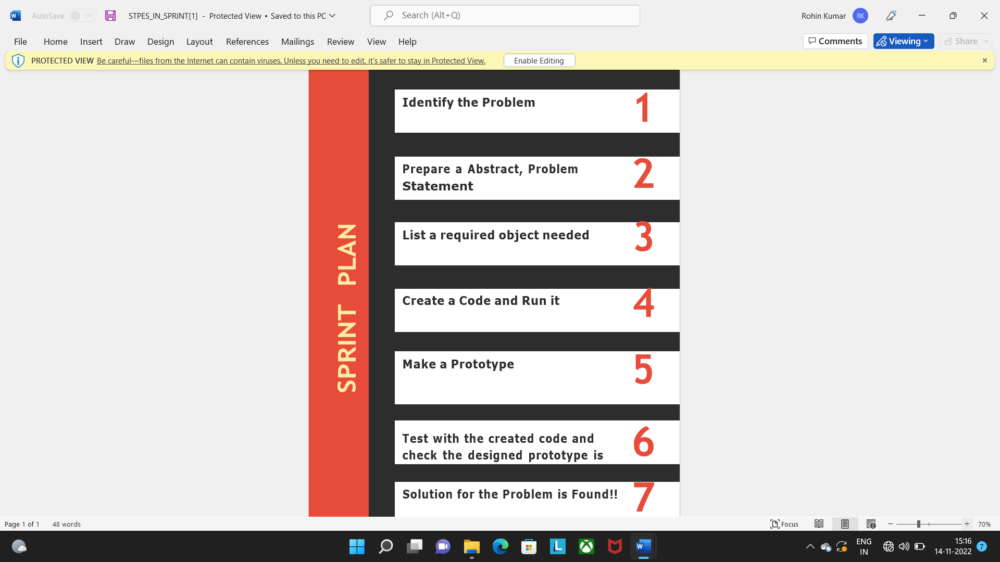 AutoSave Off STPES_IN_SPRINT[1] - Protected View • Saved to this PC Search (Alt+Q) Rohin Kumar RK
File Home Insert Draw Design Layout References Mailings Review View Help Comments Viewing Share
PROTECTED VIEW Be careful—files from the Internet can contain viruses. Unless you need to edit, it's safer to stay in Protected View. Enable Editing
SPRINT PLAN
Identify the Problem 1
Prepare a Abstract, Problem 2
Statement
List a required object needed 3
Create a Code and Run it 4
Make a Prototype 5
Test with the created code and 6
check the designed prototype is
Solution for the Problem is Found!! 7
Page 1 of 1 48 words Focus 70%
ENG 15:16
IN 14-11-2022 7